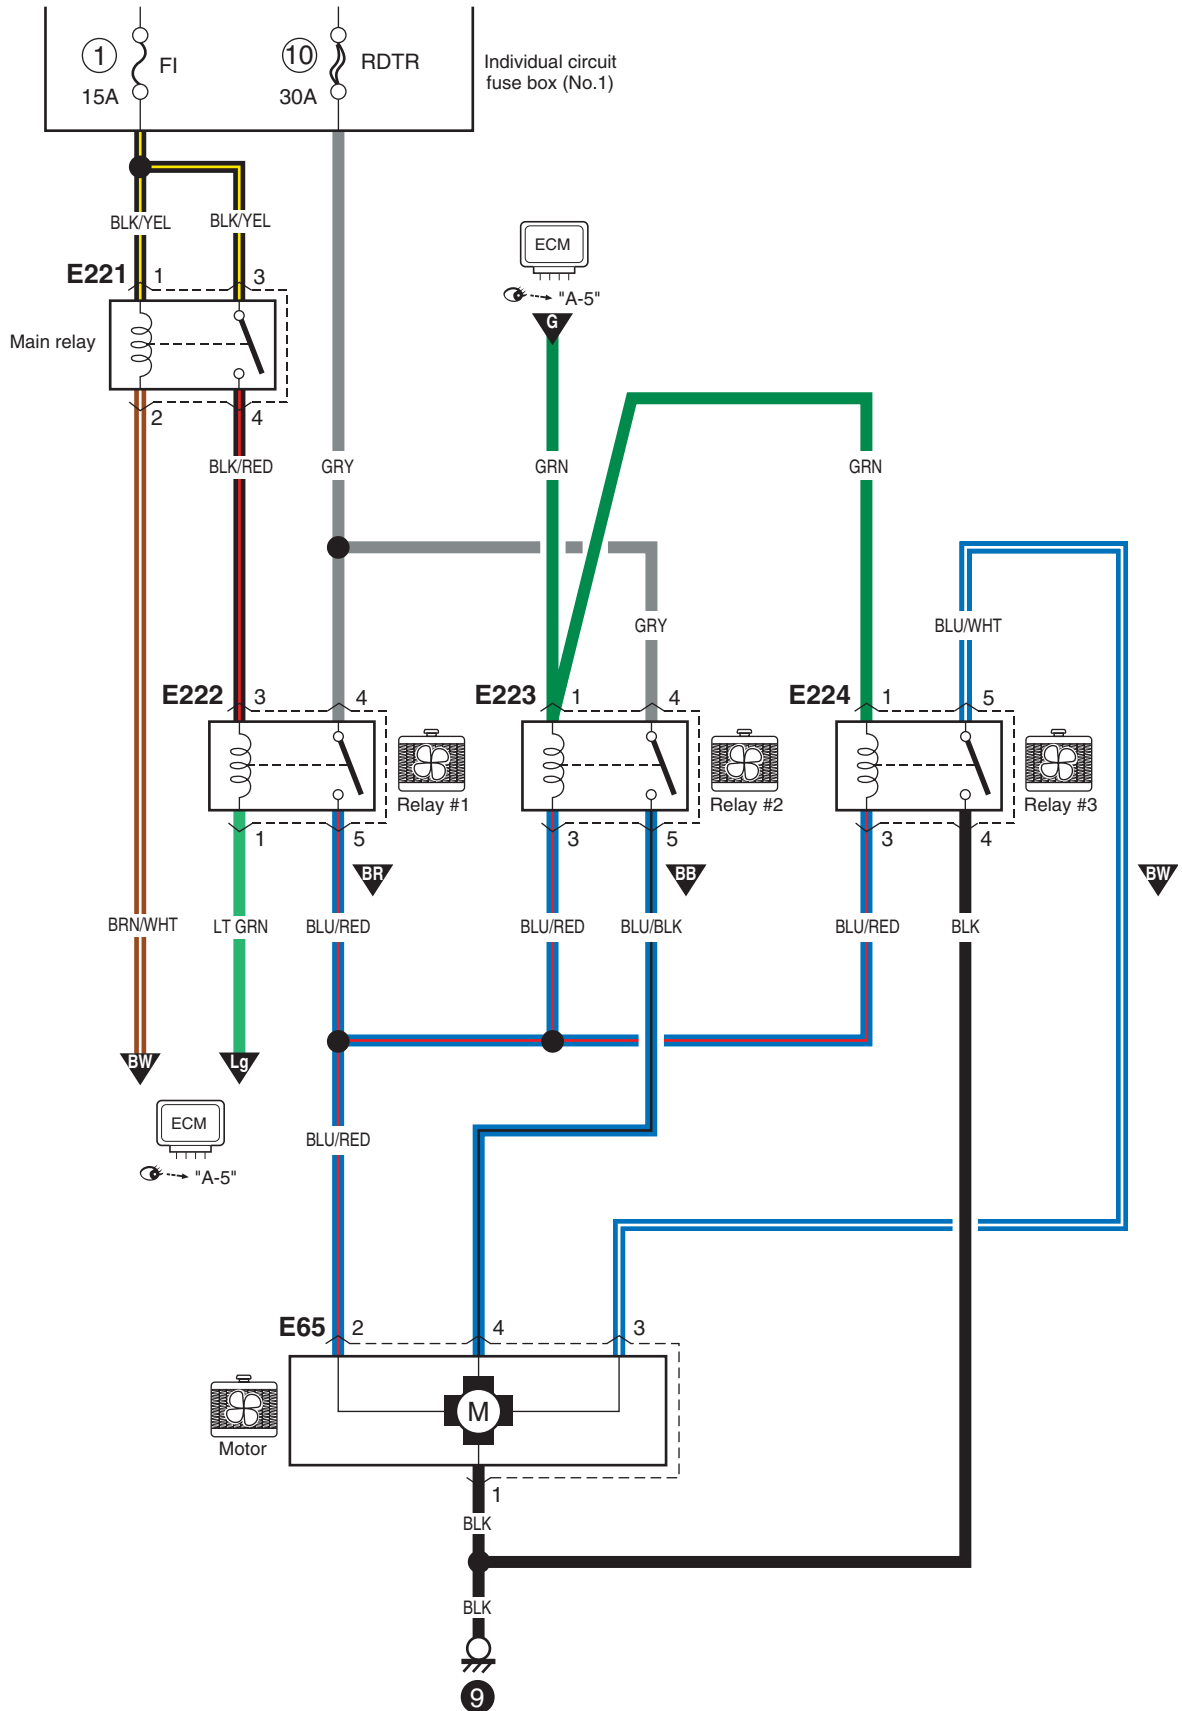 1
FI
15A
10
RDTR
30A
Individual circuit
fuse box (No.1)
BLK/YEL
BLK/YEL
ECM
"A-5"
G
E221
1
3
Main relay
2
4
BLK/RED
GRY
GRN
GRN
GRY
BLU/WHT
E222
3
4
E223
1
4
E224
1
5
Relay #1
Relay #2
Relay #3
1
5
3
5
3
4
BR
BB
BW
BRN/WHT
LT GRN
BLU/RED
BLU/RED
BLU/BLK
BLU/RED
BLK
BW
Lg
ECM
"A-5"
BLU/RED
E65
2
4
3
M
Motor
1
BLK
BLK
9